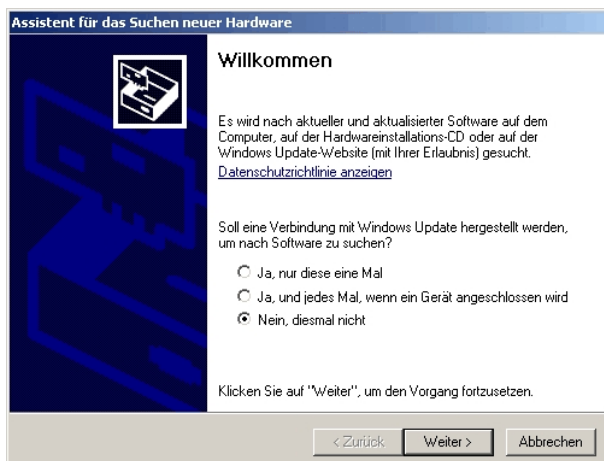 Assistent für das Suchen neuer Hardware
Willkommen
Es wird nach aktueller und aktualisierter Software auf dem
Computer, auf der Hardwareinstallations-CD oder auf der
Windows Update-Website (mit Ihrer Erlaubnis) gesucht.
Datenschutzrichtlinie anzeigen
Soll eine Verbindung mit Windows Update hergestellt werden,
um nach Software zu suchen?
Ja, nur diese eine Mal
Ja, und jedes Mal, wenn ein Gerät angeschlossen wird
Nein, diesmal nicht
Klicken Sie auf "Weiter", um den Vorgang fortzusetzen.
< Zurück Weiter > Abbrechen